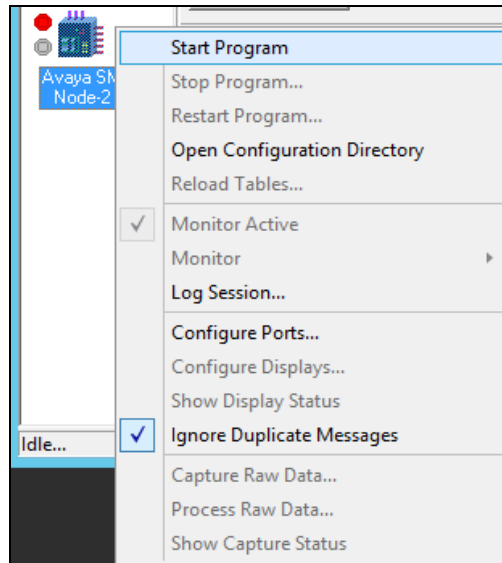 Avaya SM
Node-2
Start Program
Stop Program...
Restart Program...
Open Configuration Directory
Reload Tables...
Monitor Active
Monitor
Log Session...
Configure Ports...
Configure Displays...
Show Display Status
Ignore Duplicate Messages
Capture Raw Data...
Process Raw Data...
Show Capture Status
Idle...